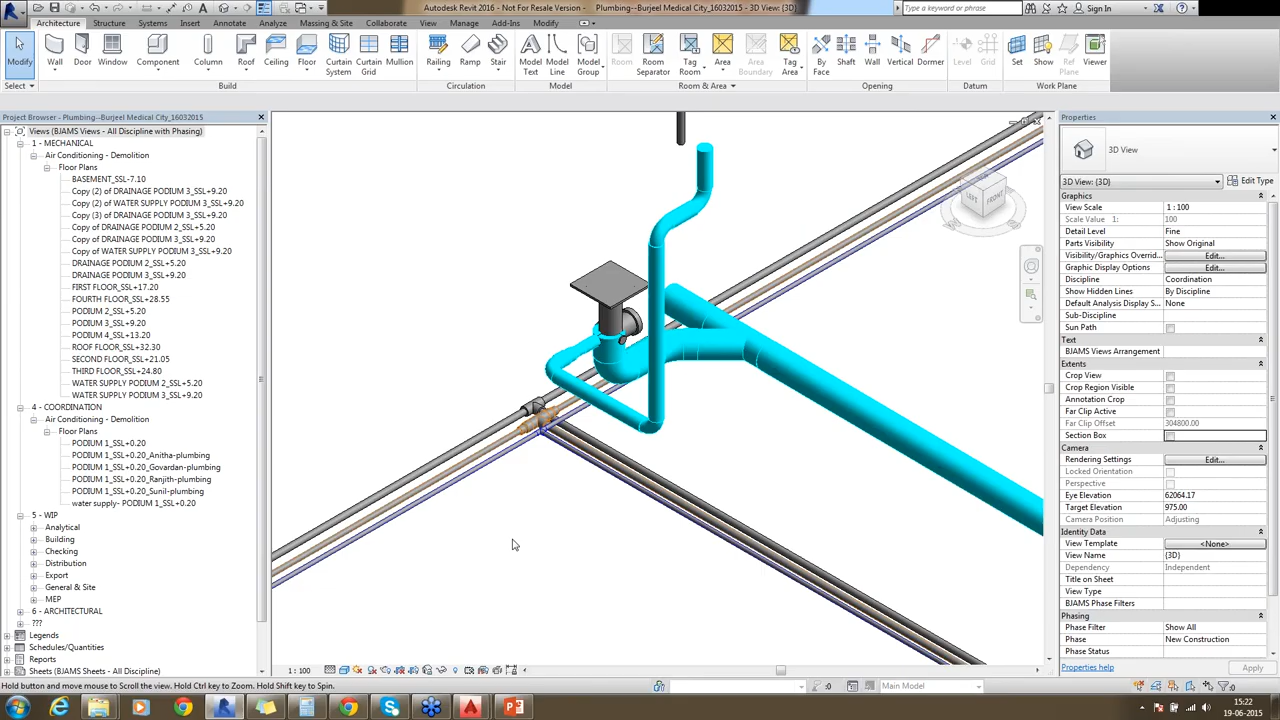 Autodesk Revit 2016 - Not For Resale Version - Plumbing--Burjeel Medical City_16032015 - 3D View: {3D}
Type a keyword or phrase
Sign In
Architecture Structure Systems Insert Annotate Analyze Massing & Site Collaborate View Manage Add-Ins Modify
Modify Wall Door Window Component Column Roof Ceiling Floor Curtain System Curtain Grid Mullion Railing Ramp Stair Model Text Model Line Model Group Room Room Separator Tag Room Area Area Boundary Tag Area By Face Shaft Wall Vertical Dormer Level Grid Set Show Ref Plane Viewer
Select Build Circulation Model Room & Area Opening Datum Work Plane
Project Browser - Plumbing--Burjeel Medical City_16032015
Views (BJAMS Views - All Discipline with Phasing)
1 - MECHANICAL
Air Conditioning - Demolition
Floor Plans
BASEMENT_SSL-7.10
Copy (2) of DRAINAGE PODIUM 3_SSL+9.20
Copy (2) of WATER SUPPLY PODIUM 3_SSL+9.20
Copy (3) of DRAINAGE PODIUM 3_SSL+9.20
Copy of DRAINAGE PODIUM 2_SSL+5.20
Copy of DRAINAGE PODIUM 3_SSL+9.20
Copy of WATER SUPPLY PODIUM 3_SSL+9.20
DRAINAGE PODIUM 2_SSL+5.20
DRAINAGE PODIUM 3_SSL+9.20
FIRST FLOOR_SSL+17.20
FOURTH FLOOR_SSL+28.55
PODIUM 2_SSL+5.20
PODIUM 3_SSL+9.20
PODIUM 4_SSL+13.20
ROOF FLOOR_SSL+32.30
SECOND FLOOR_SSL+21.05
THIRD FLOOR_SSL+24.80
WATER SUPPLY PODIUM 2_SSL+5.20
WATER SUPPLY PODIUM 3_SSL+9.20
4 - COORDINATION
Air Conditioning - Demolition
Floor Plans
PODIUM 1_SSL+0.20
PODIUM 1_SSL+0.20_Anitha-plumbing
PODIUM 1_SSL+0.20_Govardan-plumbing
PODIUM 1_SSL+0.20_Ranjith-plumbing
PODIUM 1_SSL+0.20_Sunil-plumbing
water supply- PODIUM 1_SSL+0.20
5 - WIP
Analytical
Building
Checking
Distribution
Export
General & Site
MEP
6 - ARCHITECTURAL
???
Legends
Schedules/Quantities
Reports
Sheets (BJAMS Sheets - All Discipline)
LEFT FRONT
1 : 100
Properties
3D View
3D View: {3D} Edit Type
Graphics
View Scale 1 : 100
Scale Value 1: 100
Detail Level Fine
Parts Visibility Show Original
Visibility/Graphics Overrid... Edit...
Graphic Display Options Edit...
Discipline Coordination
Show Hidden Lines By Discipline
Default Analysis Display S... None
Sub-Discipline
Sun Path
Text
BJAMS Views Arrangement
Extents
Crop View
Crop Region Visible
Annotation Crop
Far Clip Active
Far Clip Offset 304800.00
Section Box
Camera
Rendering Settings Edit...
Locked Orientation
Perspective
Eye Elevation 62064.17
Target Elevation 975.00
Camera Position Adjusting
Identity Data
View Template <None>
View Name {3D}
Dependency Independent
Title on Sheet
View Type
BJAMS Phase Filters
Phasing
Phase Filter Show All
Phase New Construction
Phase Status
Properties help Apply
Hold button and move mouse to Scroll the view. Hold Ctrl key to Zoom. Hold Shift key to Spin.
:0
Main Model
:0
15:22
19-06-2015